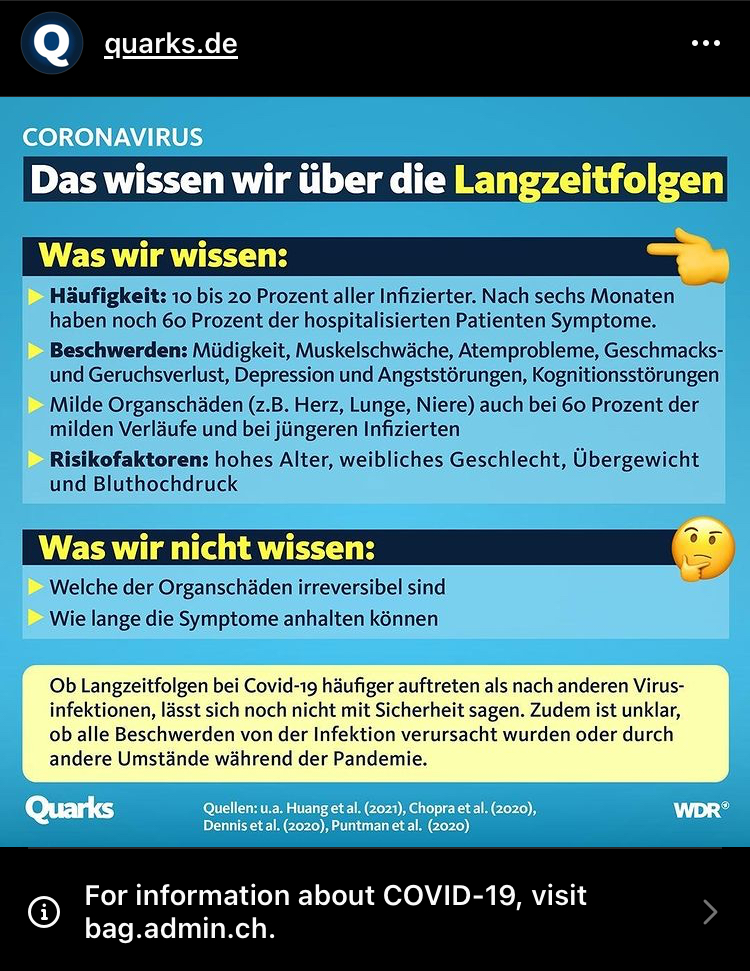 Q
quarks.de
CORONAVIRUS
Das wissen wir über die Langzeitfolgen
Was wir wissen:
Häufigkeit: 10 bis 20 Prozent aller Infizierter. Nach sechs Monaten
haben noch 60 Prozent der hospitalisierten Patienten Symptome.
Beschwerden: Müdigkeit, Muskelschwäche, Atemprobleme, Geschmacks-
und Geruchsverlust, Depression und Angststörungen, Kognitionsstörungen
Milde Organschäden (z.B. Herz, Lunge, Niere) auch bei 60 Prozent der
milden Verläufe und bei jüngeren Infizierten
Risikofaktoren: hohes Alter, weibliches Geschlecht, Übergewicht
und Bluthochdruck
Was wir nicht wissen:
Welche der Organschäden irreversibel sind
Wie lange die Symptome anhalten können
Ob Langzeitfolgen bei Covid-19 häufiger auftreten als nach anderen Virus-
infektionen, lässt sich noch nicht mit Sicherheit sagen. Zudem ist unklar,
ob alle Beschwerden von der Infektion verursacht wurden oder durch
andere Umstände während der Pandemie.
Quarks
Quellen: u.a. Huang et al. (2021), Chopra et al. (2020),
Dennis et al. (2020), Puntman et al. (2020)
WDR®
For information about COVID-19, visit
bag.admin.ch.